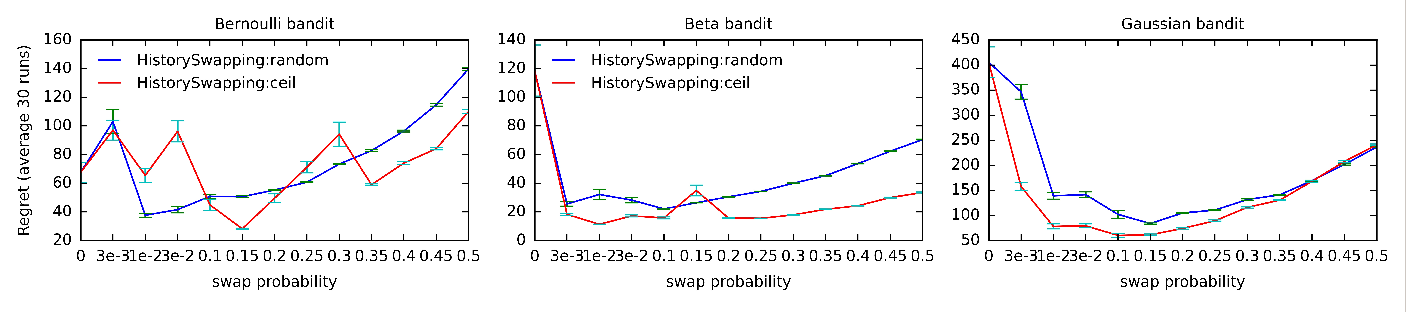 Bernoulli bandit
Regret (average 30 runs)
160
140
120
100
80
60
40
20
HistorySwapping:random
HistorySwapping:ceil
0 3e-3 1e-2 3e-2 0.1 0.15 0.2 0.25 0.3 0.35 0.4 0.45 0.5
swap probability
Beta bandit
140
120
100
80
60
40
20
0
HistorySwapping:random
HistorySwapping:ceil
0 3e-3 1e-2 3e-2 0.1 0.15 0.2 0.25 0.3 0.35 0.4 0.45 0.5
swap probability
Gaussian bandit
450
400
350
300
250
200
150
100
50
0 3e-3 1e-2 3e-2 0.1 0.15 0.2 0.25 0.3 0.35 0.4 0.45 0.5
swap probability